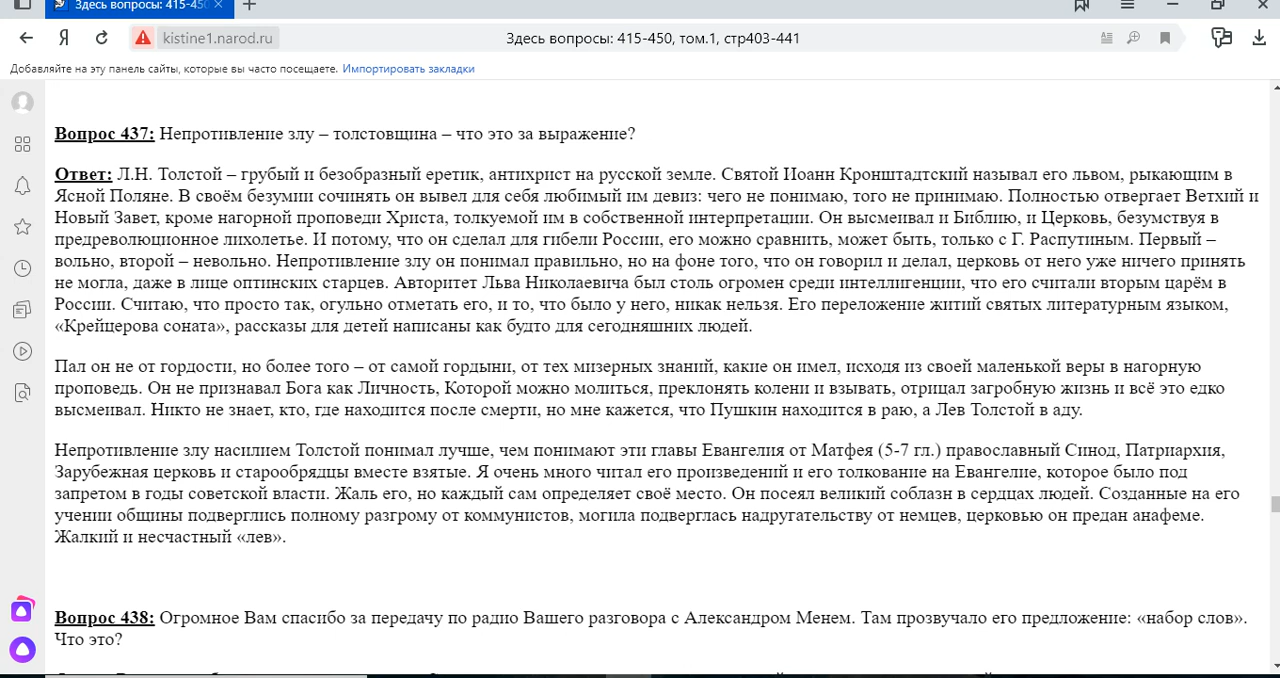 Здесь вопросы: 415-45
Я
kistine1.narod.ru
Здесь вопросы: 415-450, том.1, стр403-441
Добавляйте на эту панель сайты, которые вы часто посещаете. Импортировать закладки
Вопрос 437: Непротивление злу – толстовщина – что это за выражение?
Ответ: Л.Н. Толстой – грубый и безобразный еретик, антихрист на русской земле. Святой Иоанн Кронштадтский называл его львом, рыкающим в
Ясной Поляне. В своём безумии сочинять он вывел для себя любимый им девиз: чего не понимаю, того не принимаю. Полностью отвергает Ветхий и
Новый Завет, кроме нагорной проповеди Христа, толкуемой им в собственной интерпретации. Он высмеивал и Библию, и Церковь, безумствуя в
предреволюционное лихолетье. И потому, что он сделал для гибели России, его можно сравнить, может быть, только с Г. Распутиным. Первый –
вольно, второй – невольно. Непротивление злу он понимал правильно, но на фоне того, что он говорил и делал, церковь от него уже ничего принять
не могла, даже в лице оптинских старцев. Авторитет Льва Николаевича был столь огромен среди интеллигенции, что его считали вторым царём в
России. Считаю, что просто так, огульно отметать его, и то, что было у него, никак нельзя. Его переложение житий святых литературным языком,
«Крейцерова соната», рассказы для детей написаны как будто для сегодняшних людей.
Пал он не от гордости, но более того – от самой гордыни, от тех мизерных знаний, какие он имел, исходя из своей маленькой веры в нагорную
проповедь. Он не признавал Бога как Личность, Которой можно молиться, преклонять колени и взывать, отрицал загробную жизнь и всё это едко
высмеивал. Никто не знает, кто, где находится после смерти, но мне кажется, что Пушкин находится в раю, а Лев Толстой в аду.
Непротивление злу насилием Толстой понимал лучше, чем понимают эти главы Евангелия от Матфея (5-7 гл.) православный Синод, Патриархия,
Зарубежная церковь и старообрядцы вместе взятые. Я очень много читал его произведений и его толкование на Евангелие, которое было под
запретом в годы советской власти. Жаль его, но каждый сам определяет своё место. Он посеял великий соблазн в сердцах людей. Созданные на его
учении общины подверглись полному разгрому от коммунистов, могила подверглась надругательству от немцев, церковью он предан анафеме.
Жалкий и несчастный «лев».
Вопрос 438: Огромное Вам спасибо за передачу по радио Вашего разговора с Александром Менем. Там прозвучало его предложение: «набор слов».
Что это?